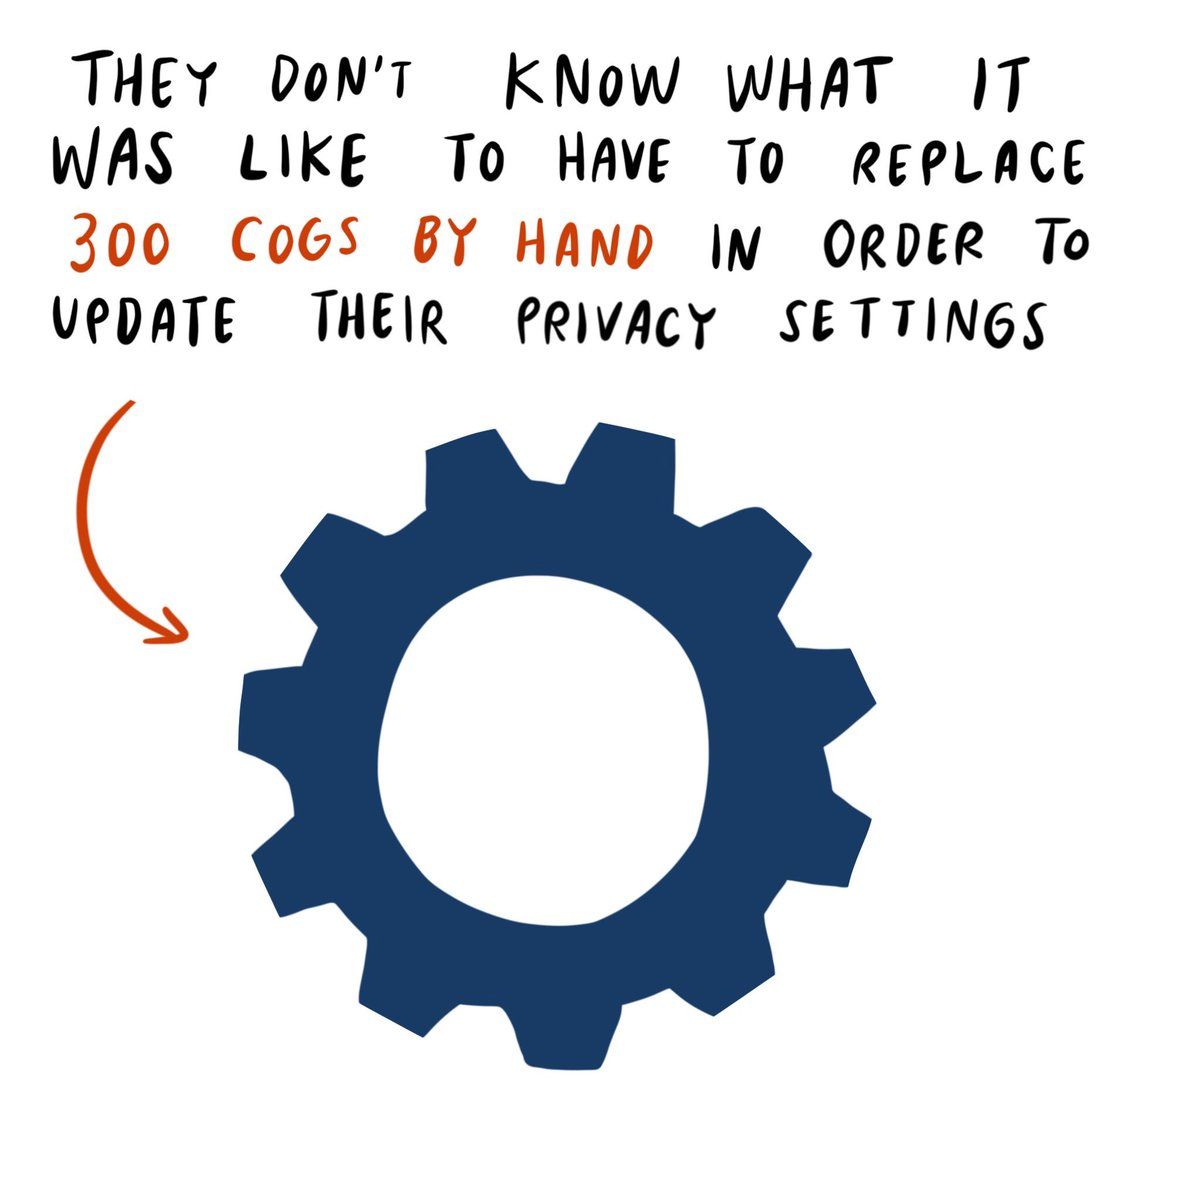 THEY DON'T KNOW WHAT IT
WAS LIKE TO HAVE TO REPLACE
300 COGS BY HAND IN ORDER TO
UPDATE THEIR PRIVACY SETTINGS